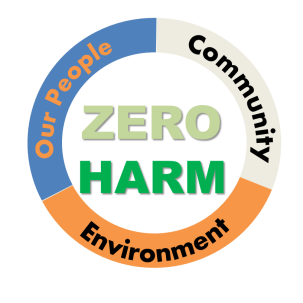 Our People
Community
ZERO
HARM
Environment